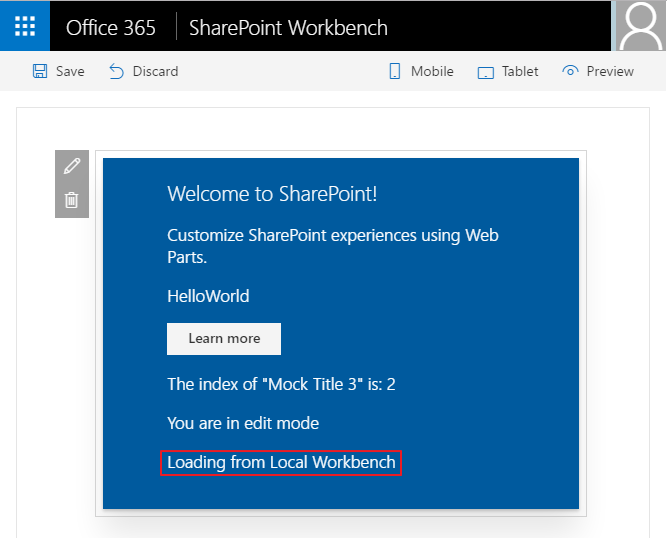 Office 365 SharePoint Workbench
Save Discard Mobile Tablet Preview
Welcome to SharePoint!
Customize SharePoint experiences using Web
Parts.
HelloWorld
Learn more
The index of "Mock Title 3" is: 2
You are in edit mode
Loading from Local Workbench